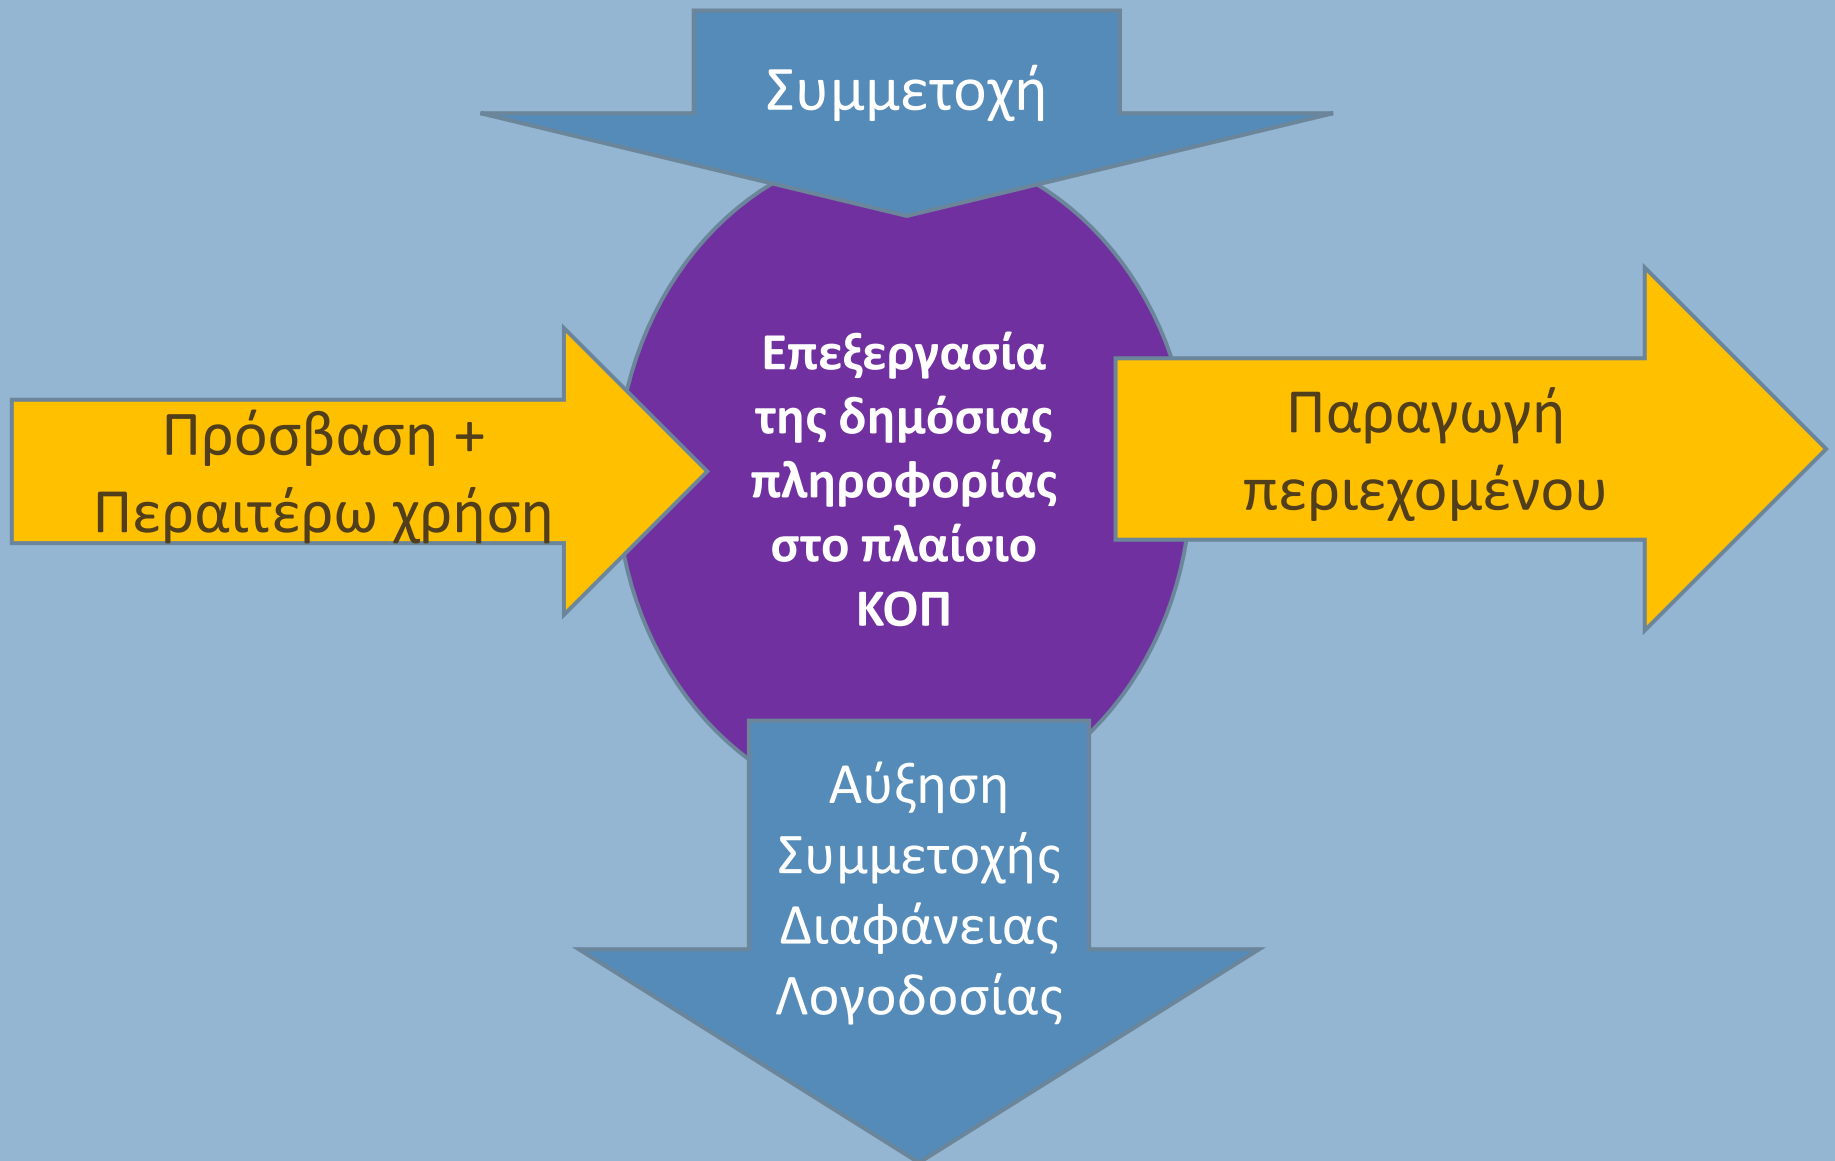 Συμμετοχή
Πρόσβαση +
Περαιτέρω χρήση
Επεξεργασία
της δημόσιας
πληροφορίας
στο πλαίσιο
ΚΟΠ
Παραγωγή
περιεχομένου
Αύξηση
Συμμετοχής
Διαφάνειας
Λογοδοσίας